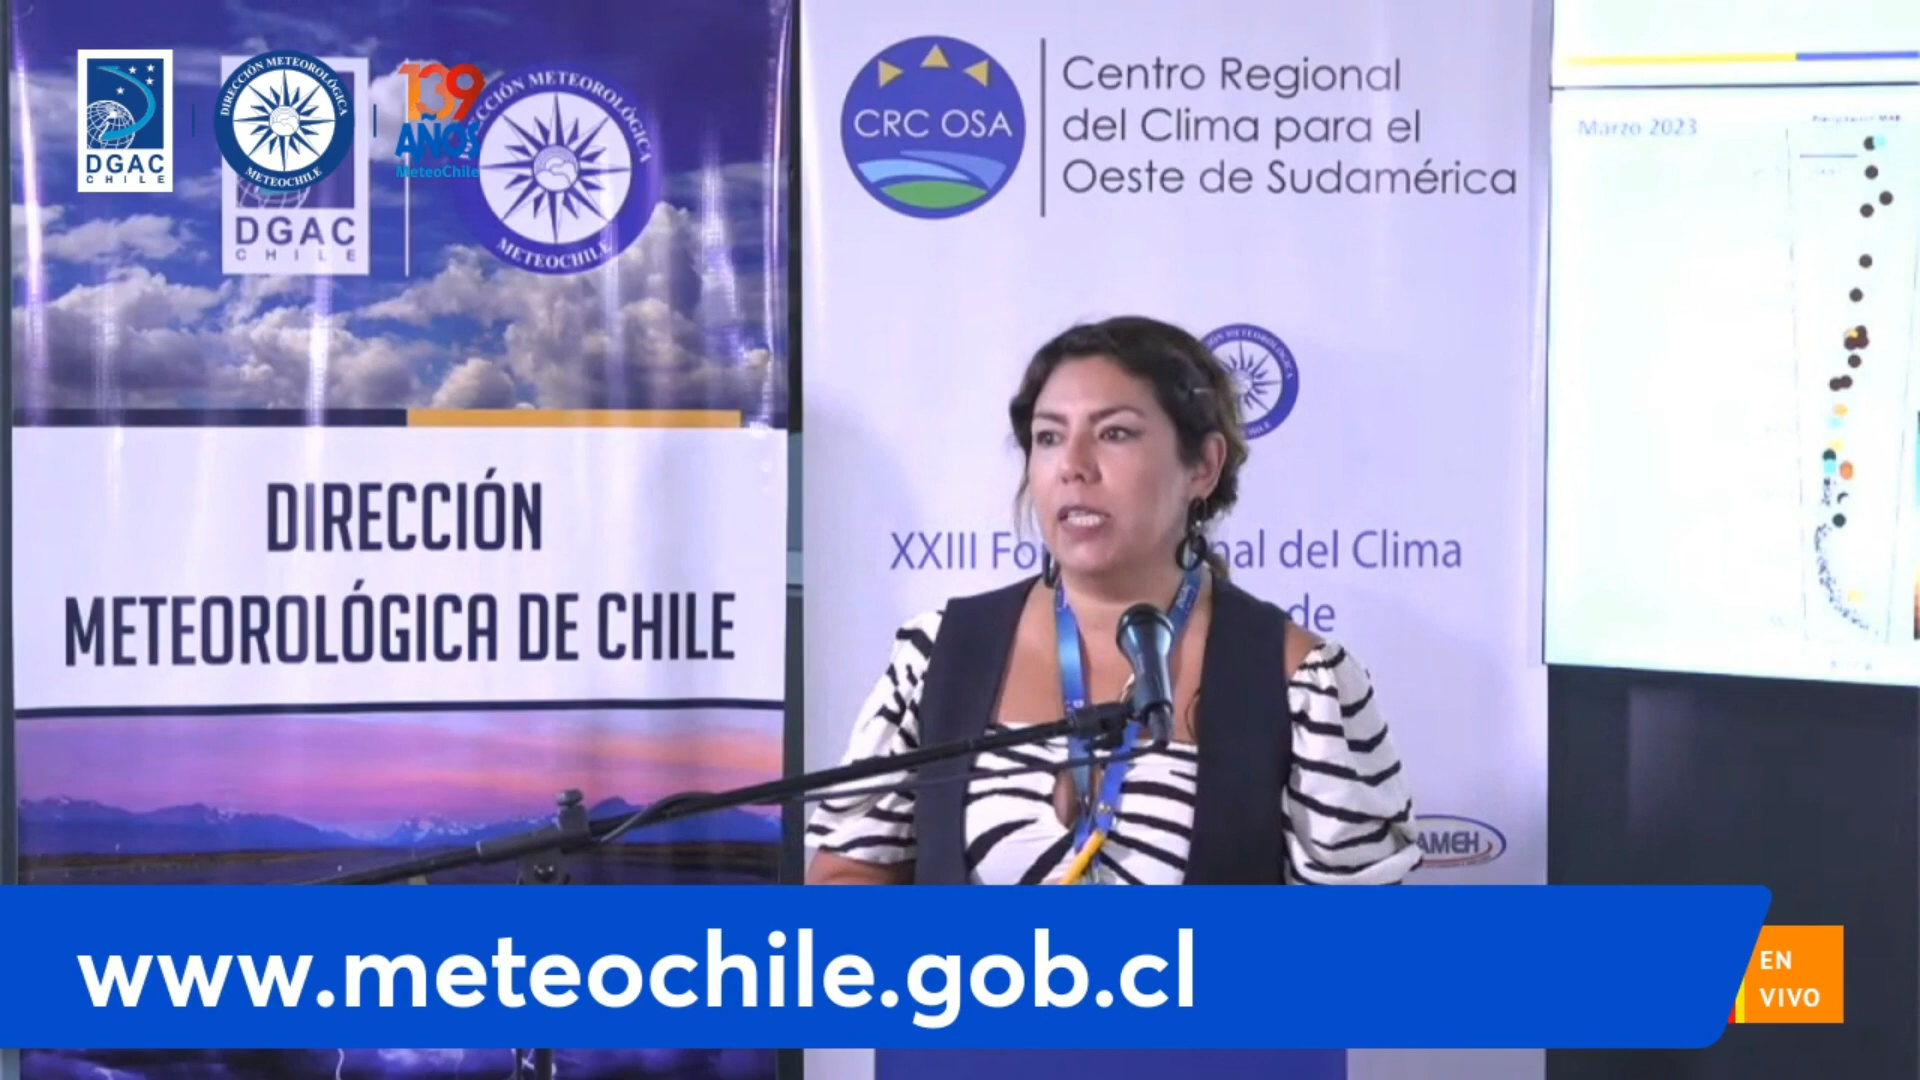 DGAC
CHILE
DIRECCIÓN METEOROLÓGICA
METEOCHILE
139
AÑOS
MeteoChile
DGAC
CHILE
METEOROLÓGICA
METEOCHILE
DIRECCIÓN
METEOROLÓGICA DE CHILE
CRC OSA
Centro Regional
del Clima para el
Oeste de Sudamérica
XXIII Fo nal del Clima
de
AMEH
Marzo 2023
www.meteochile.gob.cl
EN
VIVO